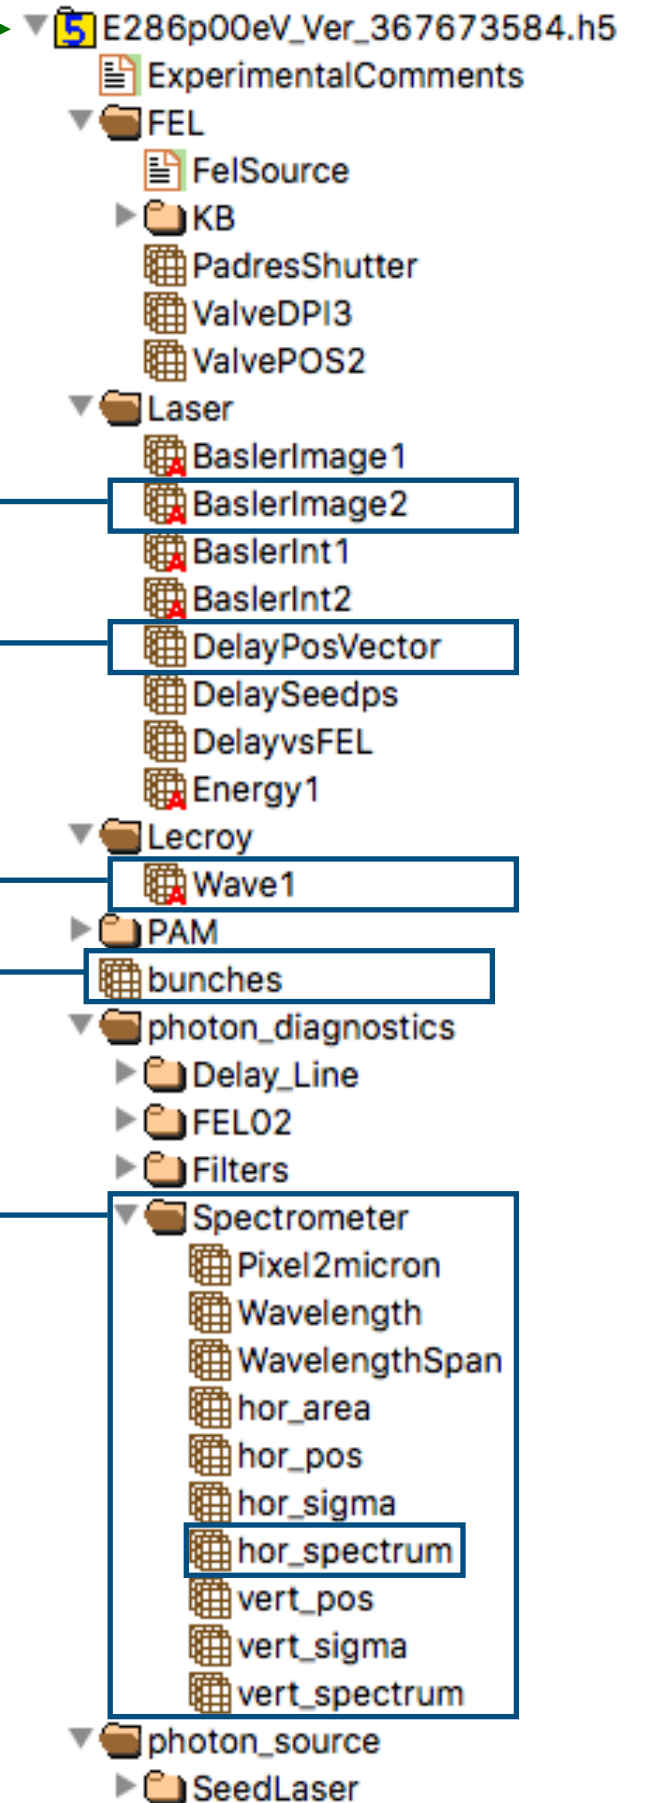 E286p00eV_Ver_367673584.h5
ExperimentalComments
FEL
FelSource
KB
PadresShutter
ValveDPI3
ValvePOS2
Laser
BaslerImage1
BaslerImage2
BaslerInt1
BaslerInt2
DelayPosVector
DelaySeedps
DelayvsFEL
Energy1
Lecroy
Wave1
PAM
bunches
photon_diagnostics
Delay_Line
FEL02
Filters
Spectrometer
Pixel2micron
Wavelength
WavelengthSpan
hor_area
hor_pos
hor_sigma
hor_spectrum
vert_pos
vert_sigma
vert_spectrum
photon_source
SeedLaser